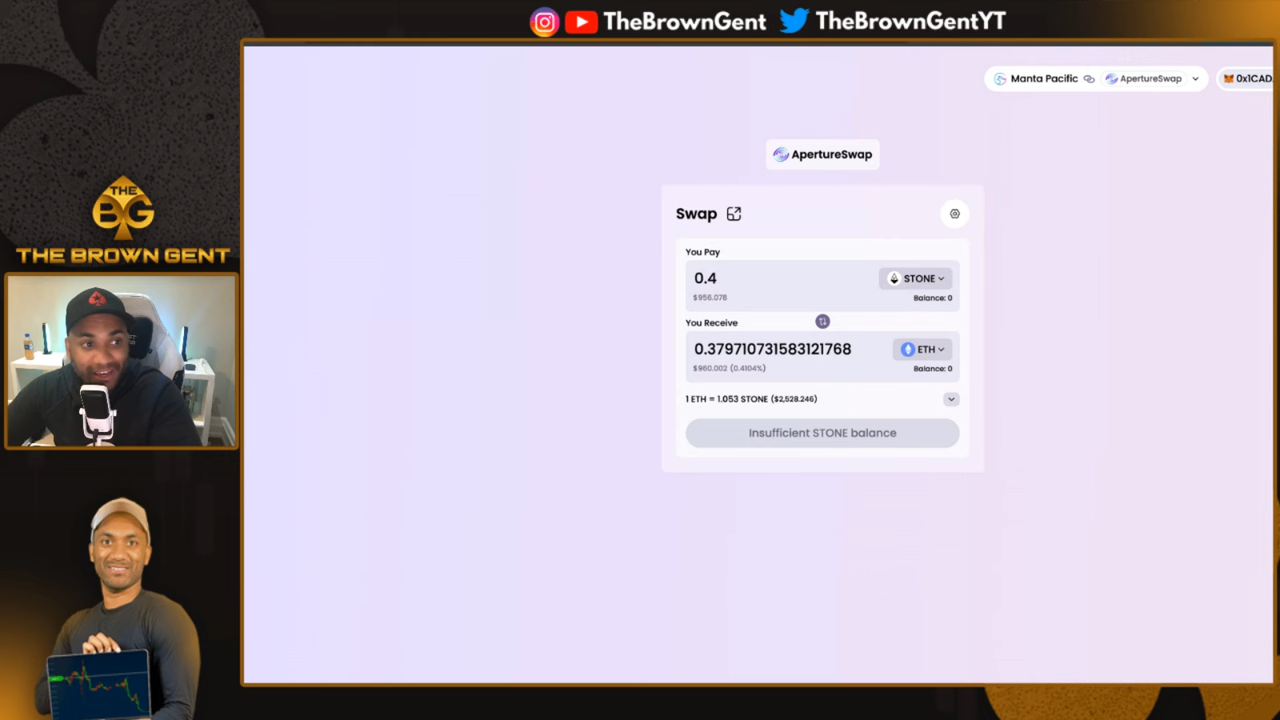 TheBrownGent TheBrownGentYT
Manta Pacific ApertureSwap
0x1CAD
ApertureSwap
THE
BG
THE BROWN GENT
Swap
You Pay
0.4
STONE
$956.078
Balance: 0
You Receive
0.379710731583121768
ETH
$960.002 (0.4104%)
Balance: 0
1 ETH = 1.053 STONE ($2,528.246)
Insufficient STONE balance